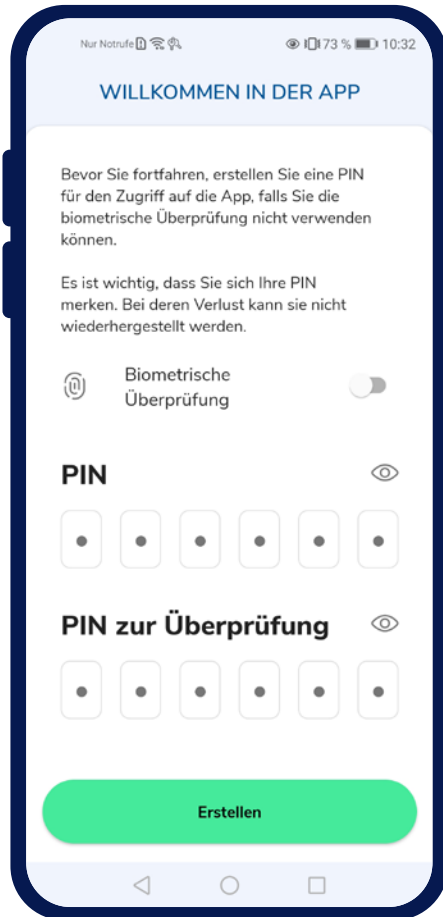 Nur Notrufe 73 % 10:32
WILLKOMMEN IN DER APP
Bevor Sie fortfahren, erstellen Sie eine PIN
für den Zugriff auf die App, falls Sie die
biometrische Überprüfung nicht verwenden
können.
Es ist wichtig, dass Sie sich Ihre PIN
merken. Bei deren Verlust kann sie nicht
wiederhergestellt werden.
Biometrische
Überprüfung
PIN
PIN zur Überprüfung
Erstellen